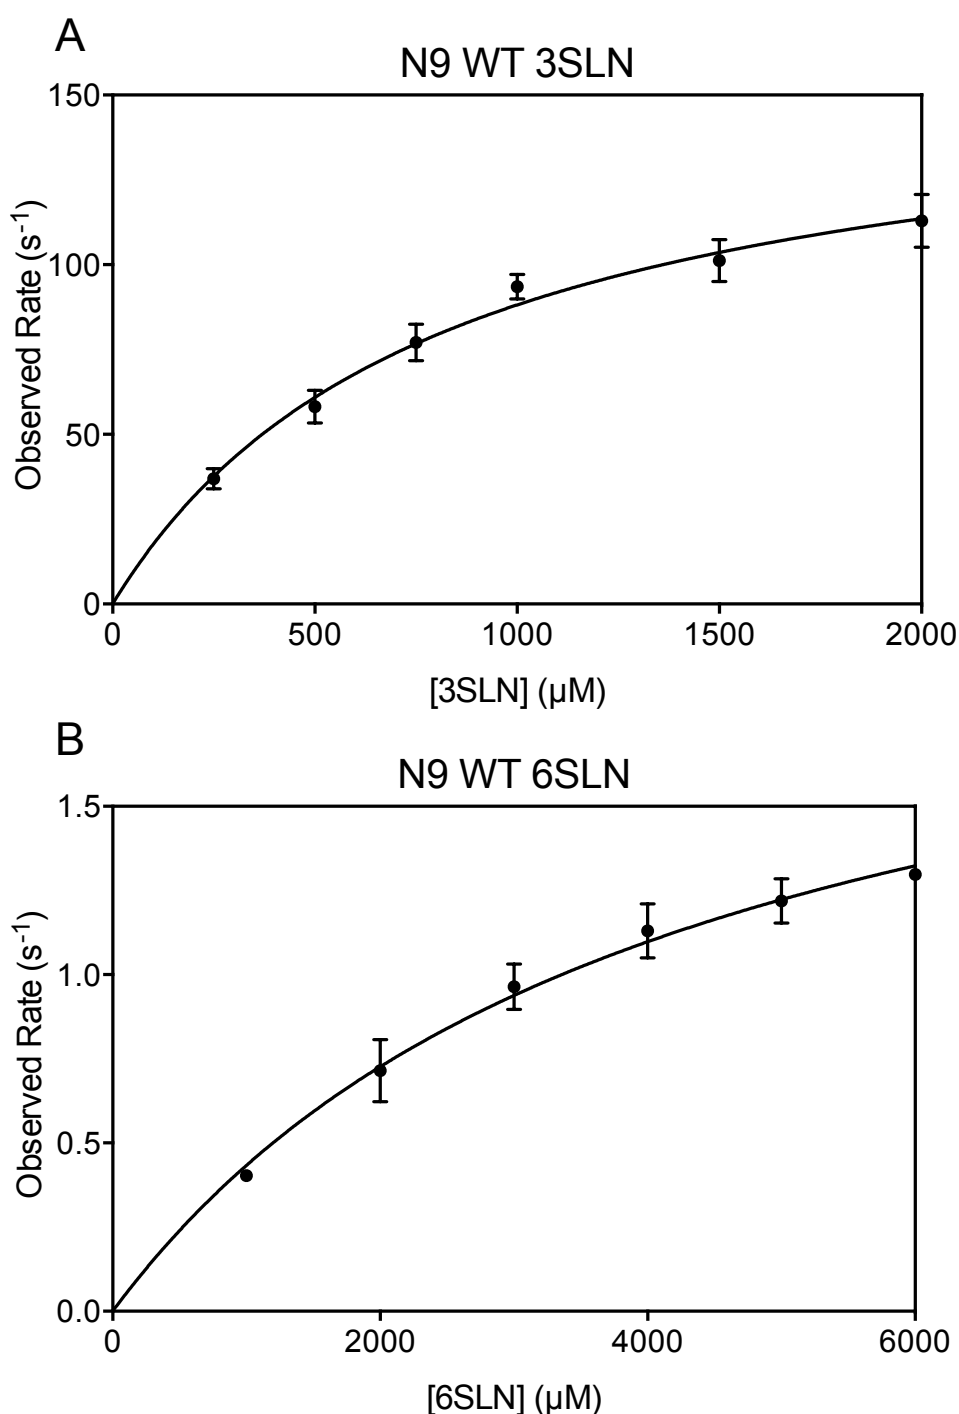 A
N9 WT 3SLN
150
100
50
0
Observed Rate (s⁻¹)
0 500 1000 1500 2000
[3SLN] (µM)
B
N9 WT 6SLN
1.5
1.0
0.5
0.0
Observed Rate (s⁻¹)
0 2000 4000 6000
[6SLN] (µM)